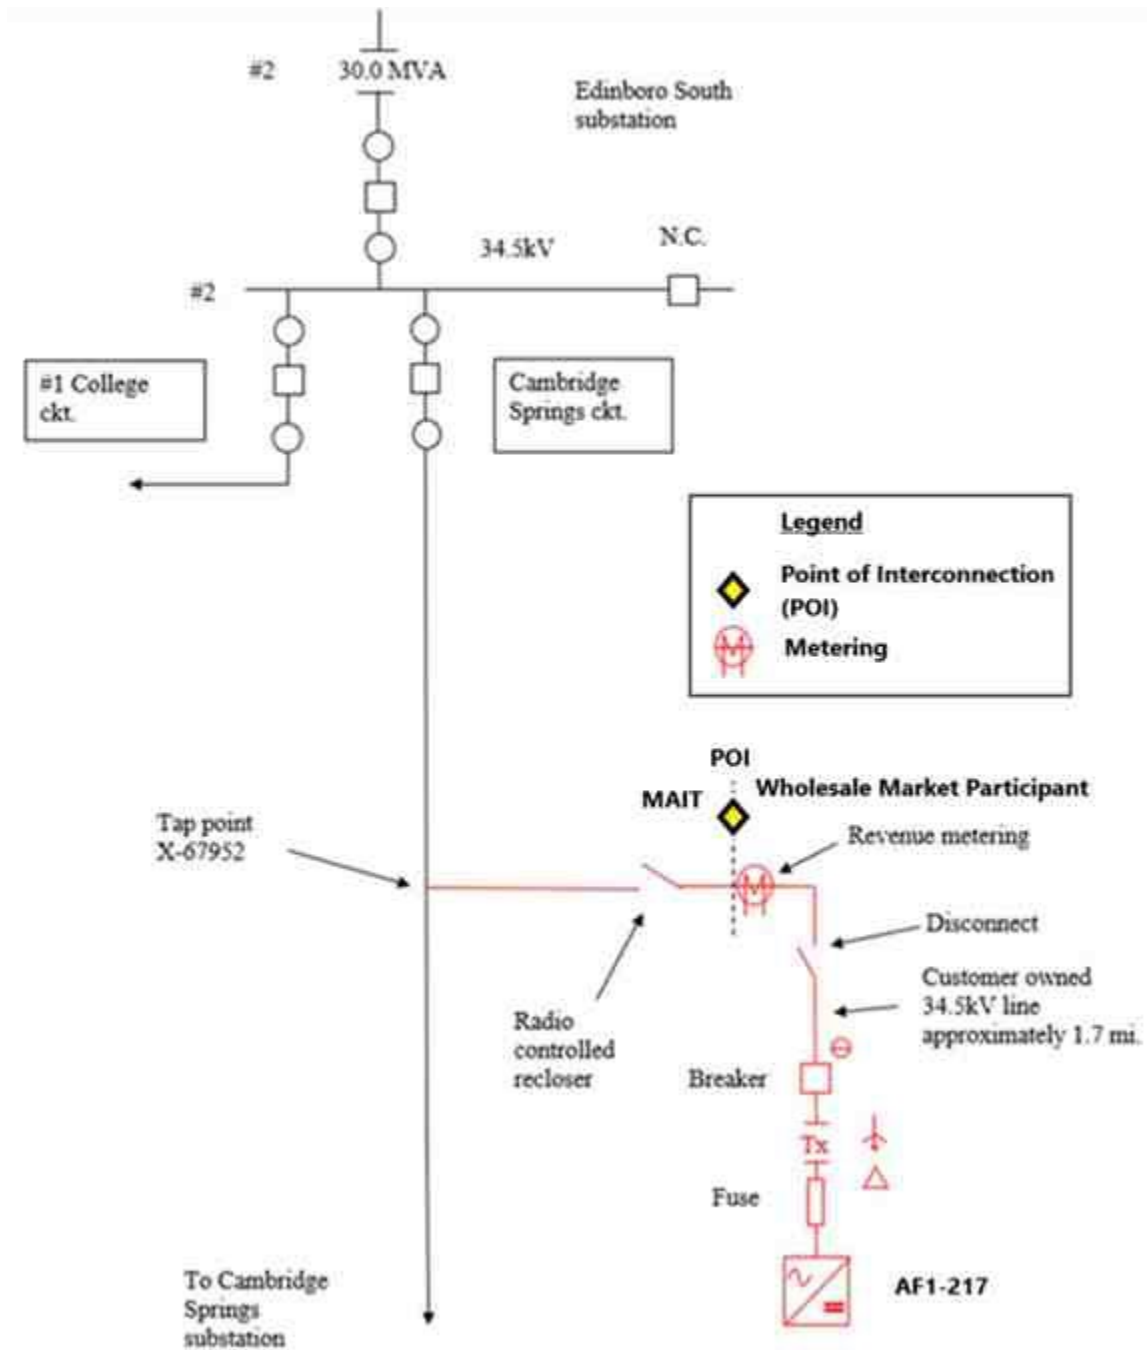 #2
30.0 MVA
Edinboro South
substation
34.5kV
N.C.
#2
#1 College
ckt.
Cambridge
Springs ckt.
Legend
Point of Interconnection
(POI)
Metering
POI
MAIT
Wholesale Market Participant
Tap point
X-67952
Revenue metering
Disconnect
Customer owned
34.5kV line
approximately 1.7 mi.
Radio
controlled
recloser
Breaker
Tx
Fuse
AF1-217
To Cambridge
Springs
substation